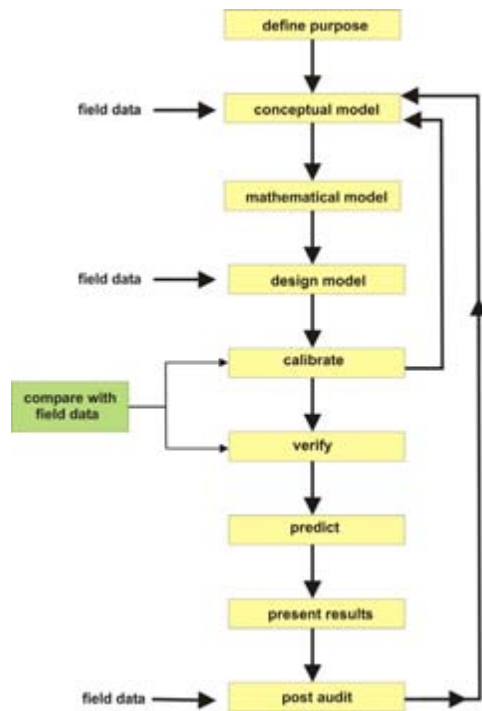 define purpose
field data
conceptual model
mathematical model
field data
design model
calibrate
compare with
field data
verify
predict
present results
field data
post audit